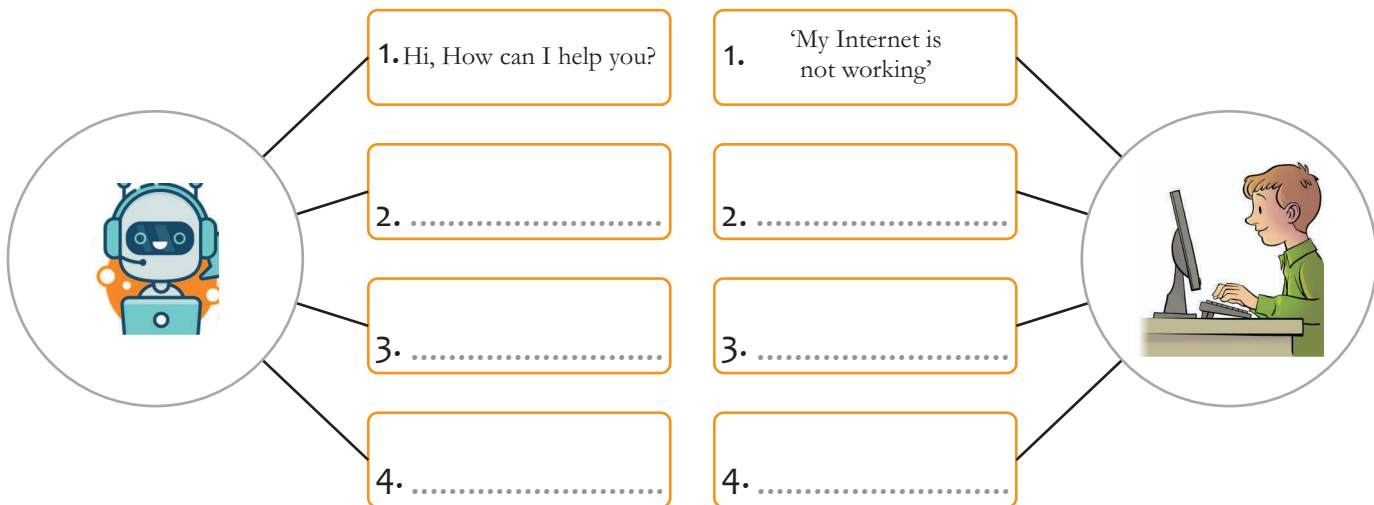 1. Hi, How can I help you?
1. ‘My Internet is
not working’
2. ..............................
2. ..............................
3. ..............................
3. ..............................
4. ..............................
4. ..............................